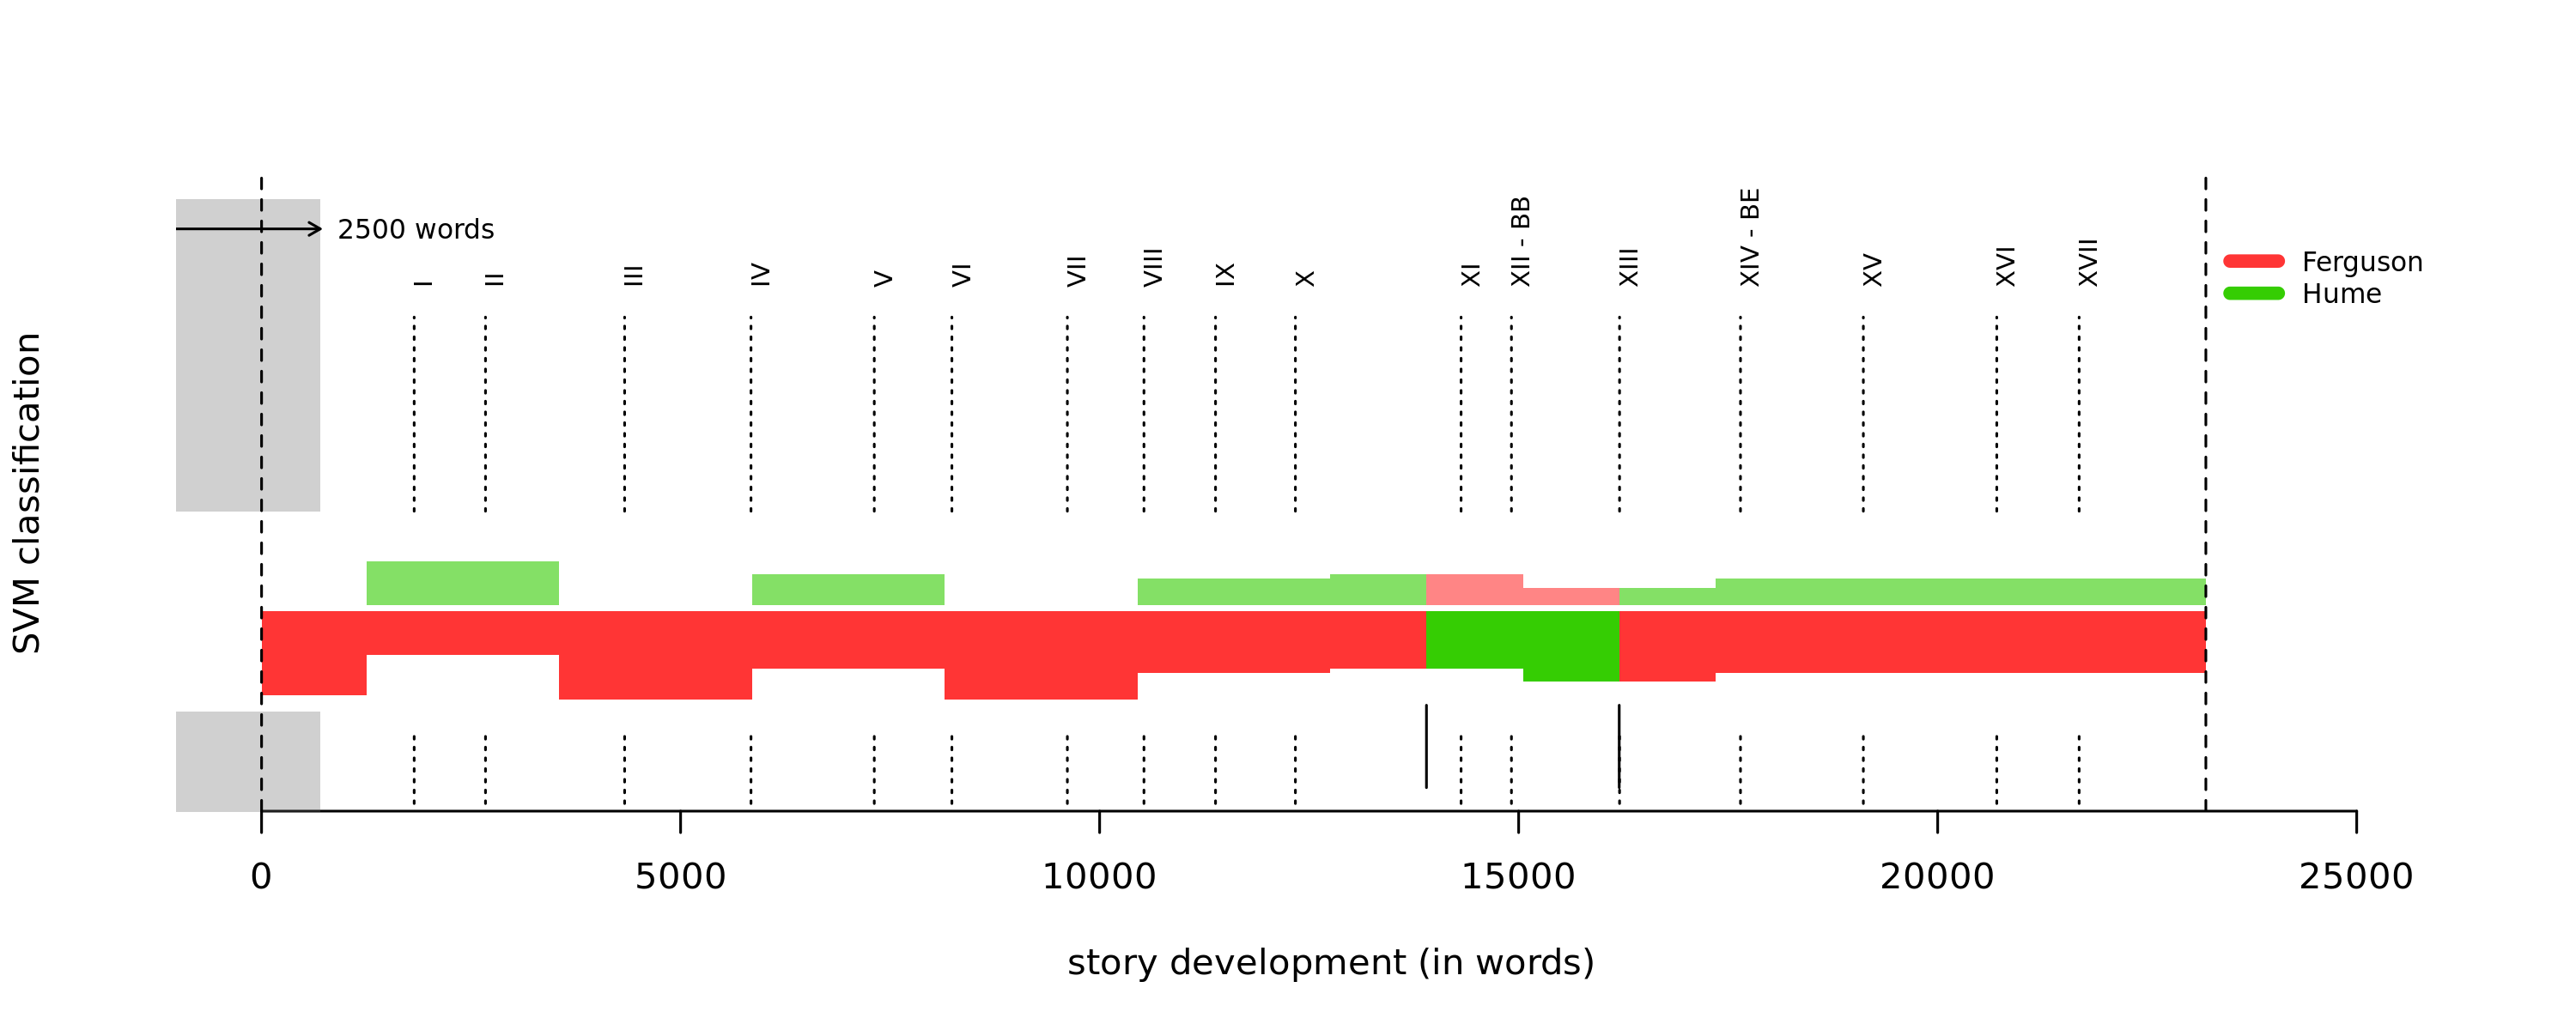 2500 words
I
II
III
IV
V
VI
VII
VIII
IX
X
XI
XII - BB
XIII
XIV - BE
XV
XVI
XVII
Ferguson
Hume
SVM classification
0
5000
10000
15000
20000
25000
story development (in words)